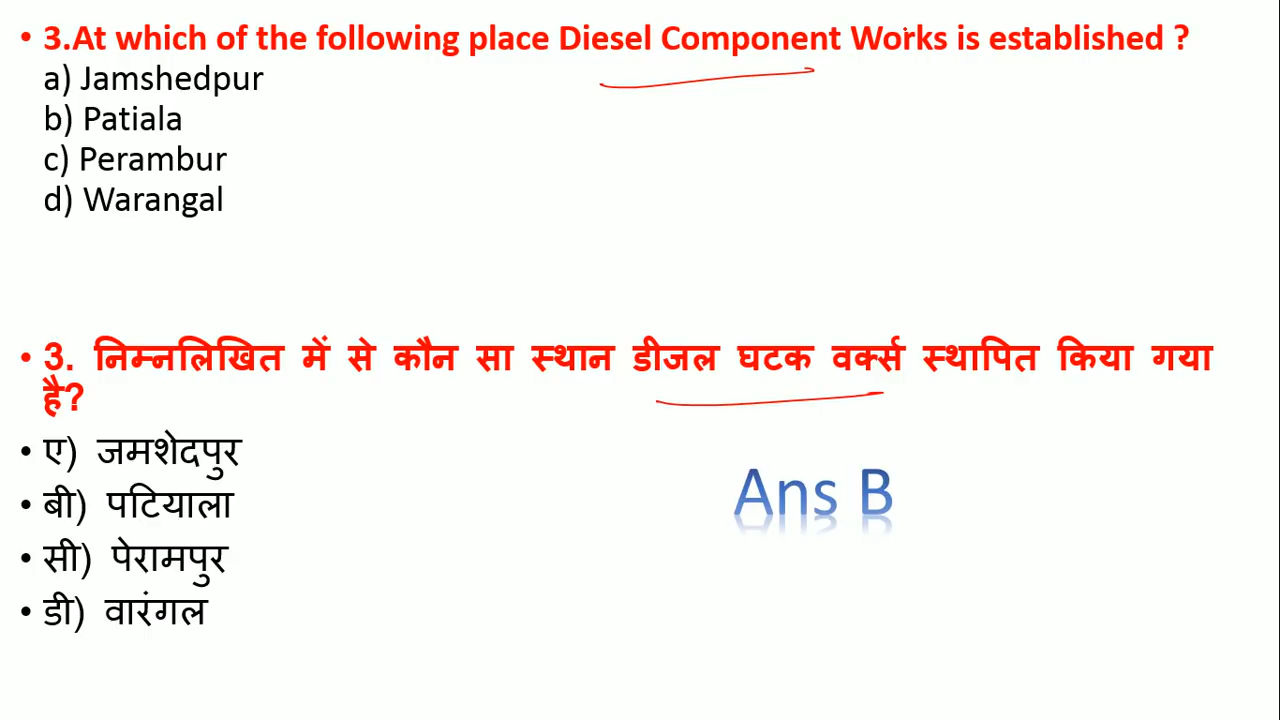 • 3.At which of the following place Diesel Component Works is established ?
a) Jamshedpur
b) Patiala
c) Perambur
d) Warangal
• 3. निम्नलिखित में से कौन सा स्थान डीजल घटक वर्क्स स्थापित किया गया
है?
• ए) जमशेदपुर
• बी) पटियाला
• सी) पेरामपुर
• डी) वारंगल
Ans B